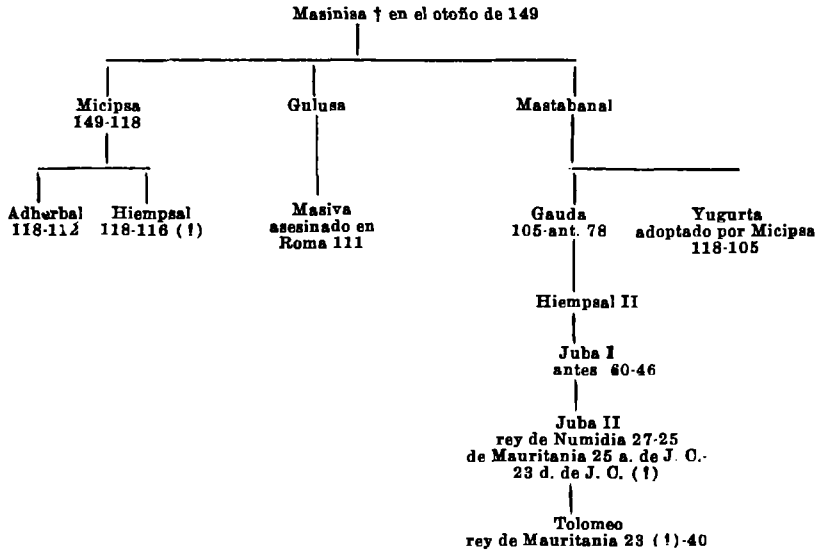 Masinisa † en el otoño de 149
Micipsa
149-118
Gulusa
Mastabanal
Adherbal
118-112
Hiempsal
118-116 (!)
Masiva
asesinado en
Roma 111
Gauda
105-ant. 78
Yugurta
adoptado por Micipsa
118-105
Hiempsal II
Juba I
antes 60-46
Juba II
rey de Numidia 27-25
de Mauritania 25 a. de J. C.-
23 d. de J. C. (!)
Tolomeo
rey de Mauritania 23 (!)-40